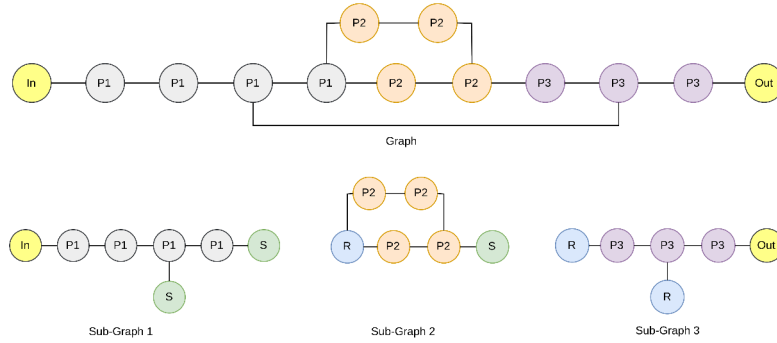 P2 P2
In P1 P1 P1 P1 P2 P2 P3 P3 P3 Out
Graph
P2 P2
In P1 P1 P1 P1 S
R P2 P2 S
R P3 P3 P3 Out
S
R
Sub-Graph 1
Sub-Graph 2
Sub-Graph 3